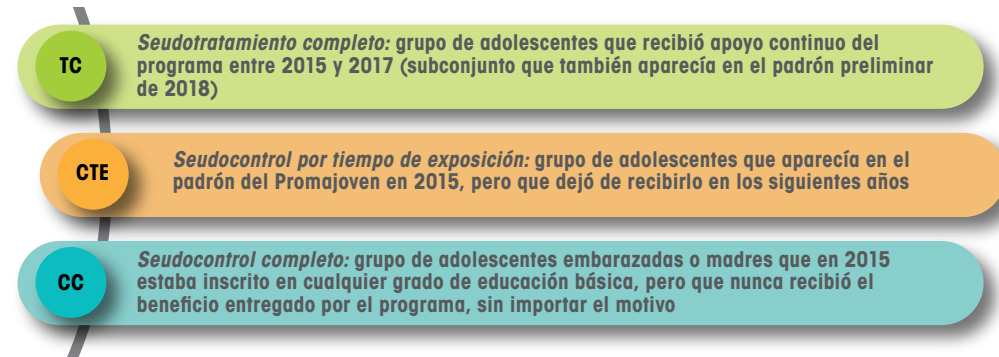 TC
Seudotratamiento completo: grupo de adolescentes que recibió apoyo continuo del
programa entre 2015 y 2017 (subconjunto que también aparecía en el padrón preliminar
de 2018)
CTE
Seudocontrol por tiempo de exposición: grupo de adolescentes que aparecía en el
padrón del Promajoven en 2015, pero que dejó de recibirlo en los siguientes años
CC
Seudocontrol completo: grupo de adolescentes embarazadas o madres que en 2015
estaba inscrito en cualquier grado de educación básica, pero que nunca recibió el
beneficio entregado por el programa, sin importar el motivo